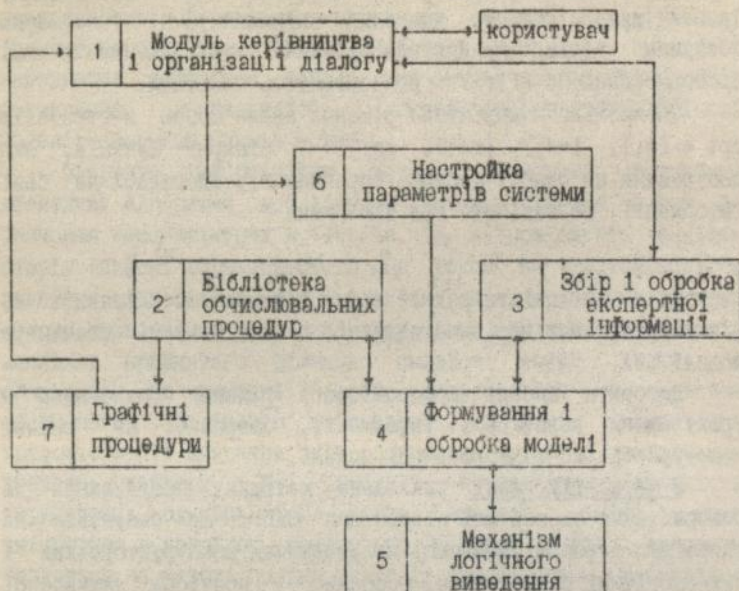 1
Модуль керівництва
і організації діалогу
користувач
6
Настройка
параметрів системи
2
Бібліотека
обчислювальних
процедур
3
Збір і обробка
експертної
інформації
7
Графічні
процедури
4
Формування і
обробка моделі
5
Механізм
логічного
виведення